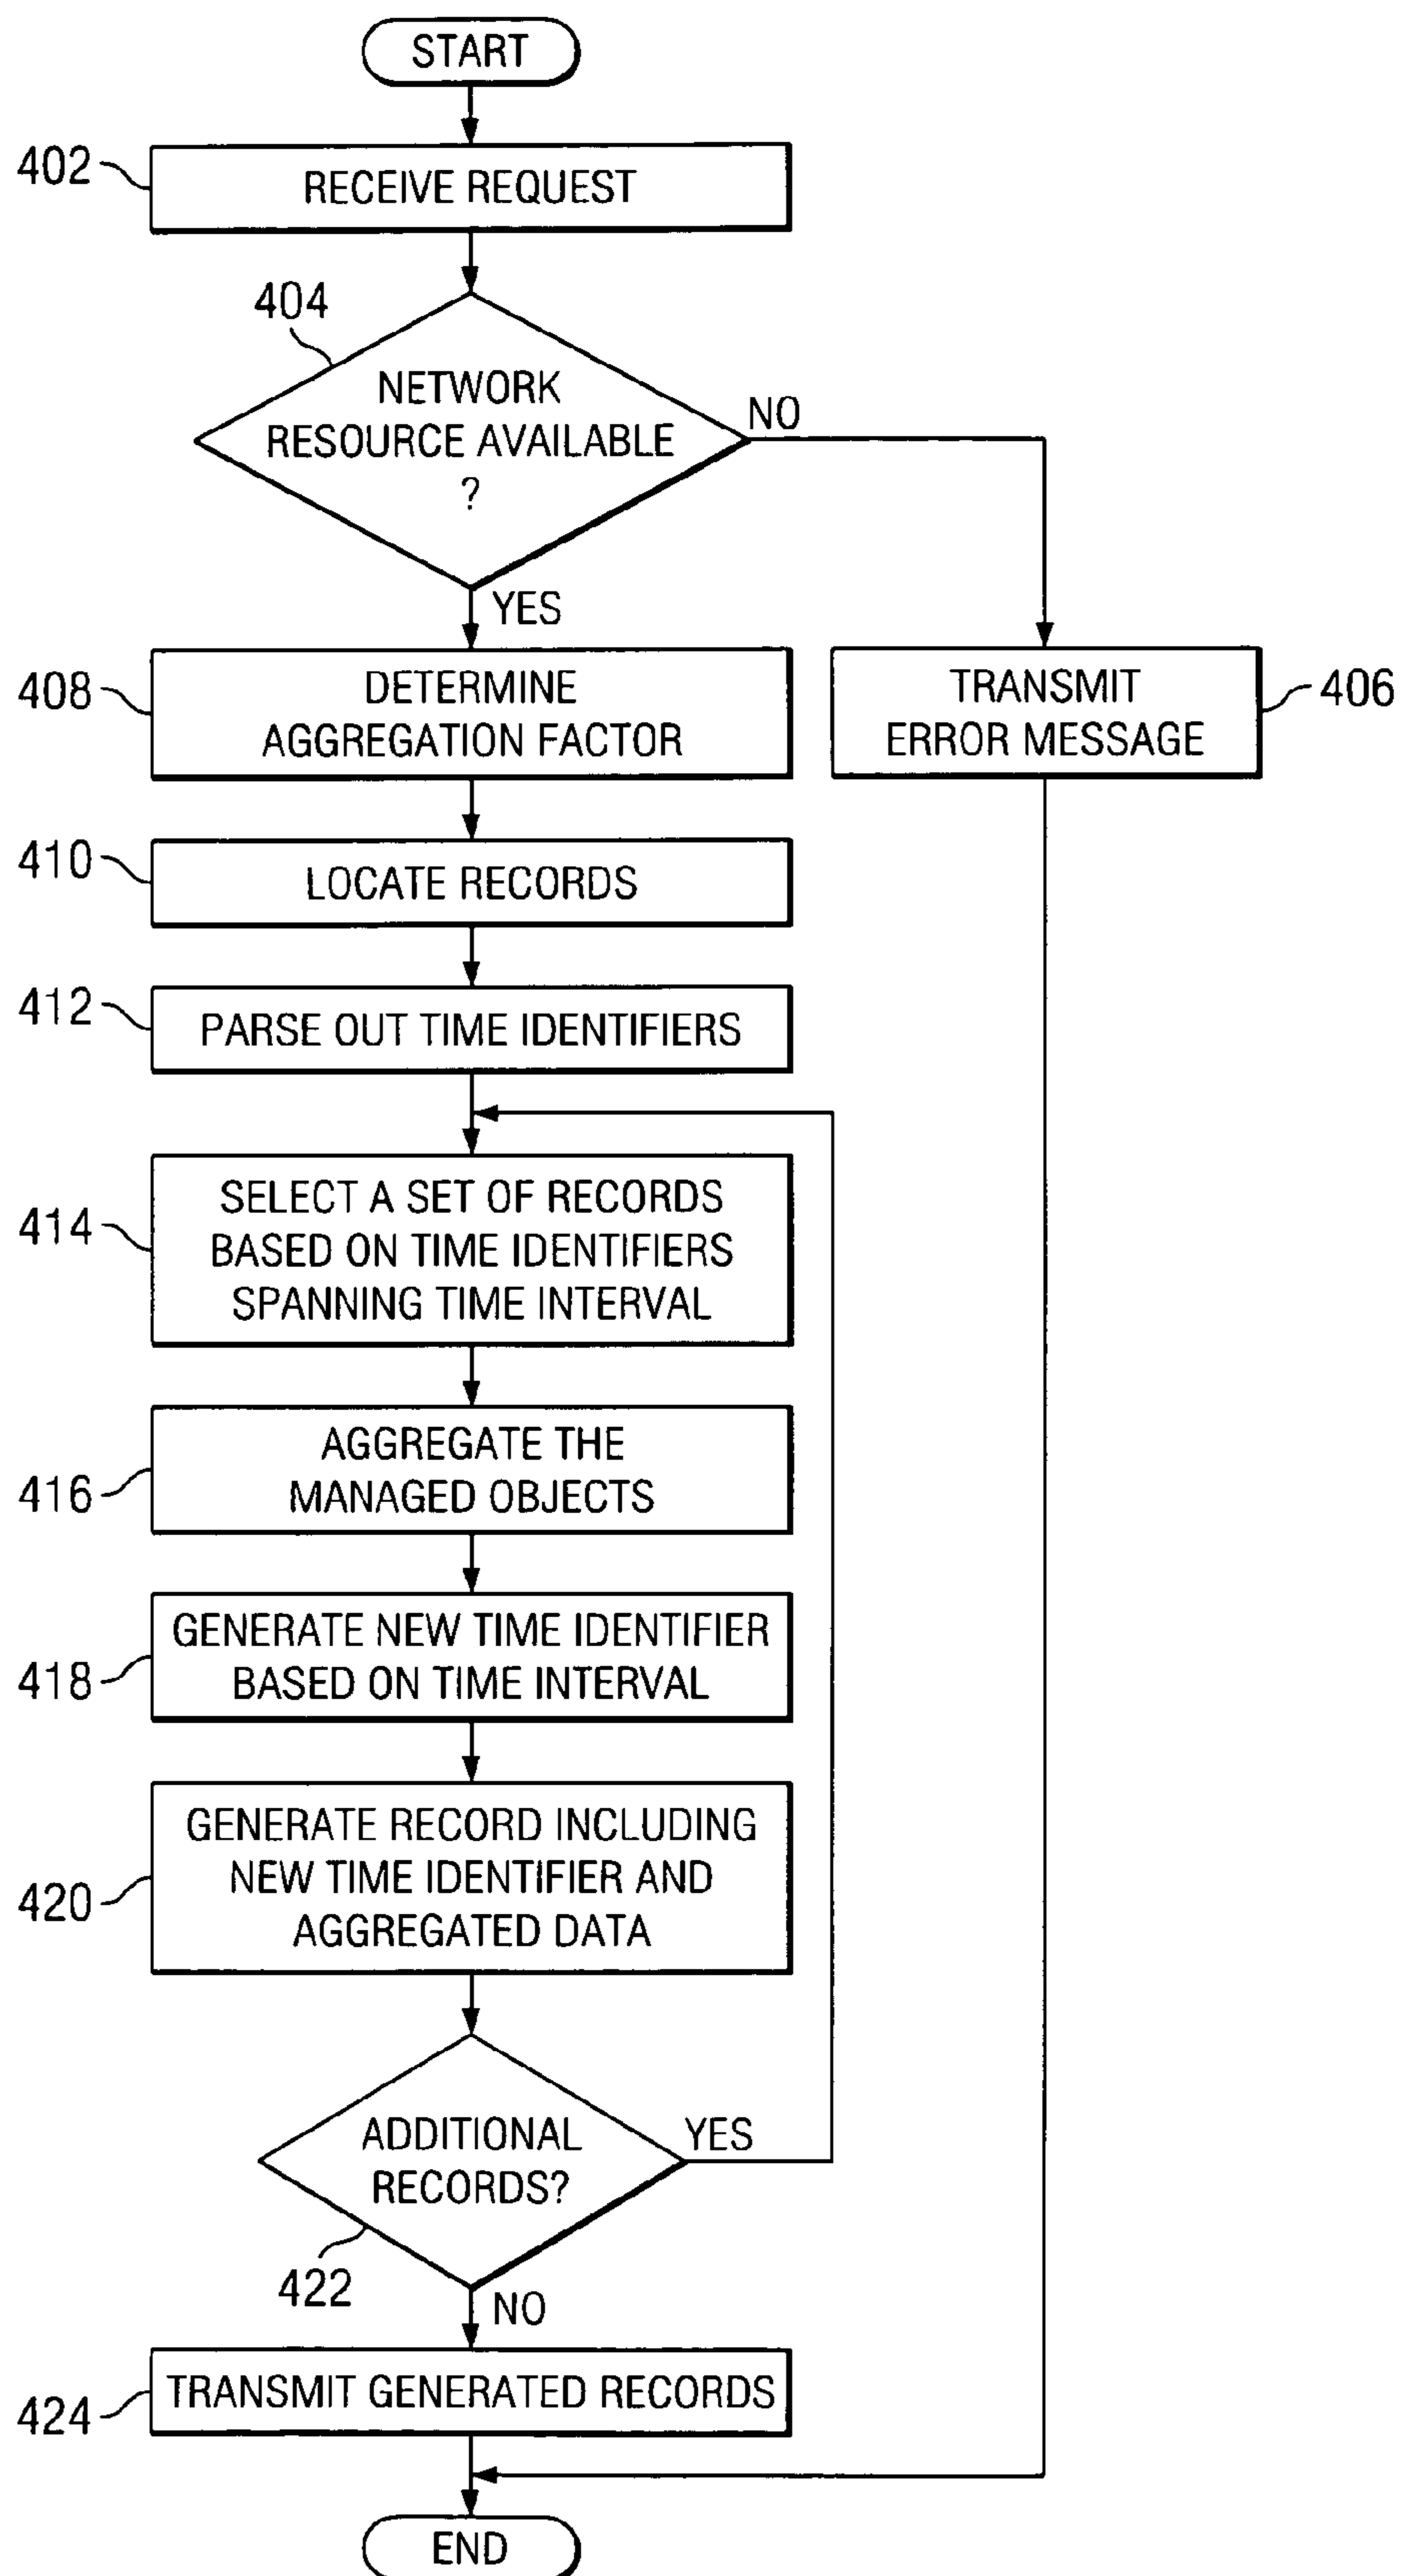 START
402
RECEIVE REQUEST
404
NETWORK
RESOURCE AVAILABLE
?
NO
YES
408
DETERMINE
AGGREGATION FACTOR
TRANSMIT
ERROR MESSAGE
406
410
LOCATE RECORDS
412
PARSE OUT TIME IDENTIFIERS
414
SELECT A SET OF RECORDS
BASED ON TIME IDENTIFIERS
SPANNING TIME INTERVAL
416
AGGREGATE THE
MANAGED OBJECTS
418
GENERATE NEW TIME IDENTIFIER
BASED ON TIME INTERVAL
420
GENERATE RECORD INCLUDING
NEW TIME IDENTIFIER AND
AGGREGATED DATA
ADDITIONAL
RECORDS?
YES
422
NO
424
TRANSMIT GENERATED RECORDS
END